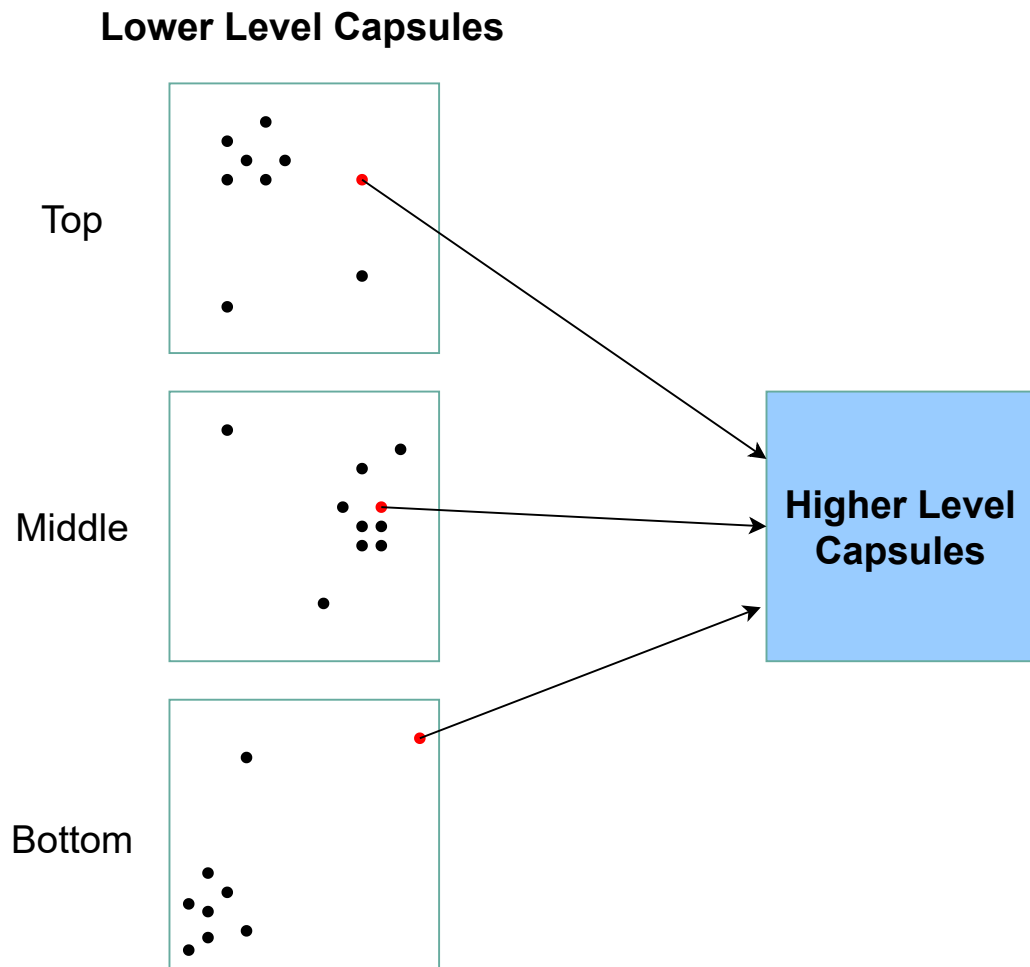 Lower Level Capsules
Top
Middle
Higher Level
Capsules
Bottom